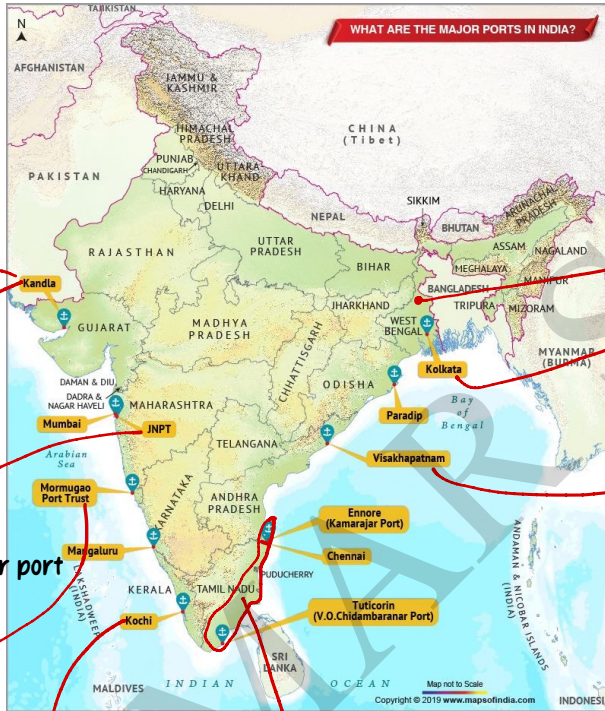 TAJIKISTAN
N
WHAT ARE THE MAJOR PORTS IN INDIA?
AFGHANISTAN
JAMMU &
KASHMIR
CHINA
(Tibet)
HIMACHAL
PRADESH
PUNJAB
CHANDIGARH
UTTARA-
KHAND
PAKISTAN
HARYANA
DELHI
SIKKIM
ARUNACHAL
PRADESH
NEPAL
BHUTAN
ASSAM
NAGALAND
RAJASTHAN
UTTAR
PRADESH
BIHAR
MEGHALAYA
MANIPUR
Kandla
BANGLADESH
JHARKHAND
TRIPURA
MIZORAM
GUJARAT
MADHYA
PRADESH
WEST
BENGAL
CHHATTISGARH
MYANMAR
(BURMA)
Kolkata
ODISHA
DAMAN & DIU
DADRA &
NAGAR HAVELI
MAHARASHTRA
Paradip
Bay
of
Bengal
Mumbai
JNPT
TELANGANA
Arabian
Sea
Visakhapatnam
Mormugao
Port Trust
KARNATAKA
ANDHRA
PRADESH
Ennore
(Kamarajar Port)
Mangaluru
Chennai
r port
PUDUCHERRY
LAKSHADWEEP
(INDIA)
ANDAMAN & NICOBAR ISLANDS
(INDIA)
KERALA
TAMIL NADU
Kochi
Tuticorin
(V.O.Chidambaranar Port)
SRI
LANKA
MALDIVES
INDIAN OCEAN
Map not to Scale
Copyright © 2019 www.mapsofindia.com
INDONESI